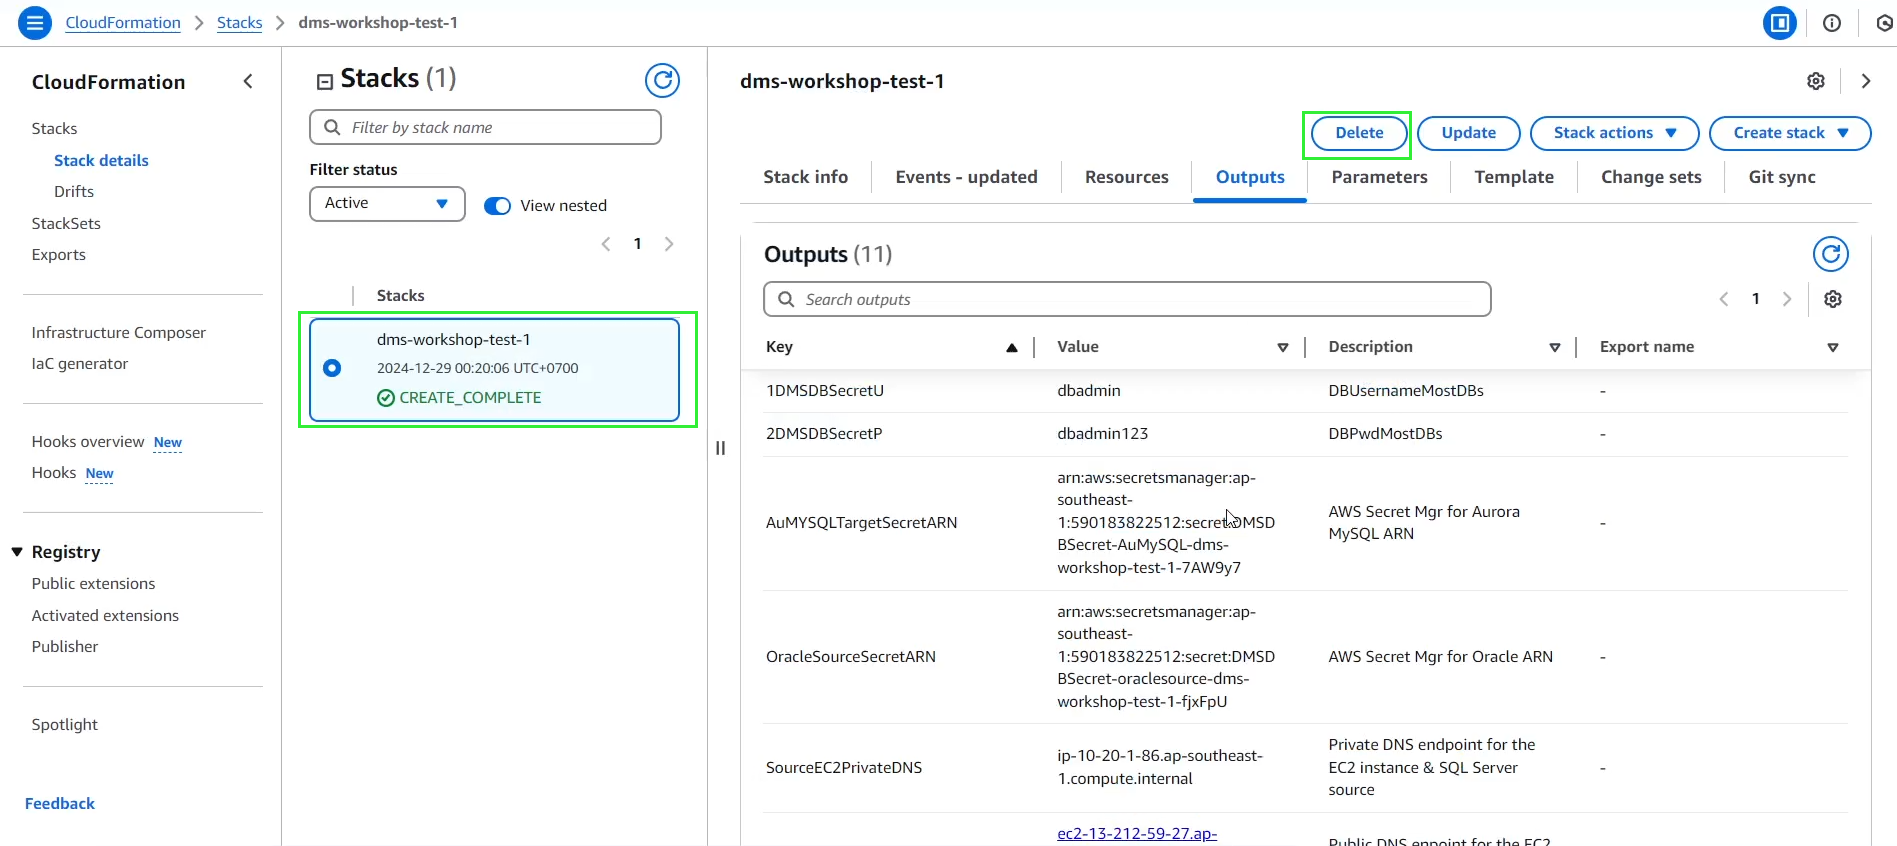 CloudFormation > Stacks > dms-workshop-test-1
CloudFormation
Stacks
Stack details
Drifts
StackSets
Exports
Infrastructure Composer
IaC generator
Hooks overview New
Hooks New
Registry
Public extensions
Activated extensions
Publisher
Spotlight
Feedback
Stacks (1)
Filter by stack name
Filter status
Active
View nested
1
Stacks
dms-workshop-test-1
2024-12-29 00:20:06 UTC+0700
CREATE_COMPLETE
dms-workshop-test-1
Delete Update Stack actions Create stack
Stack info Events - updated Resources Outputs Parameters Template Change sets Git sync
Outputs (11)
Search outputs
1
Key Value Description Export name
1DMSDBSecretU dbadmin DBUsernameMostDBs -
2DMSDBSecretP dbadmin123 DBPwdMostDBs -
AuMYSQLTargetSecretARN
arn:aws:secretsmanager:ap-
southeast-
1:590183822512:secret:DMSD
BSecret-AuMySQL-dms-
workshop-test-1-7AW9y7
AWS Secret Mgr for Aurora
MySQL ARN
-
OracleSourceSecretARN
arn:aws:secretsmanager:ap-
southeast-
1:590183822512:secret:DMSD
BSecret-oraclesource-dms-
workshop-test-1-fjxFpU
AWS Secret Mgr for Oracle ARN
-
SourceEC2PrivateDNS
ip-10-20-1-86.ap-southeast-
1.compute.internal
Private DNS endpoint for the
EC2 instance & SQL Server
source
-
ec2-13-212-59-27.ap-
Public DNS enpoint for the EC2